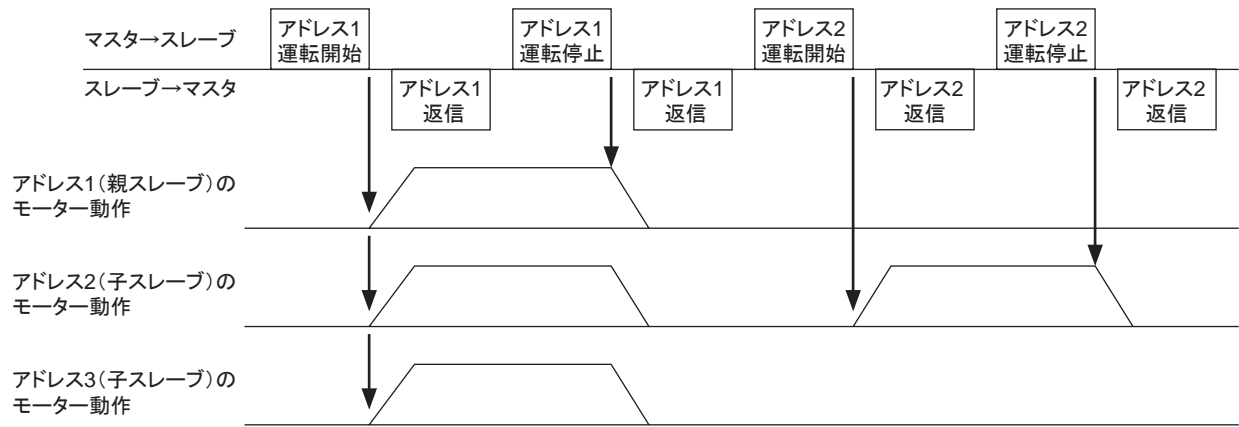 マスタ→スレーブ
アドレス1
運転開始
アドレス1
運転停止
アドレス2
運転開始
アドレス2
運転停止
スレーブ→マスタ
アドレス1
返信
アドレス1
返信
アドレス2
返信
アドレス2
返信
アドレス1（親スレーブ）の
モーター動作
アドレス2（子スレーブ）の
モーター動作
アドレス3（子スレーブ）の
モーター動作